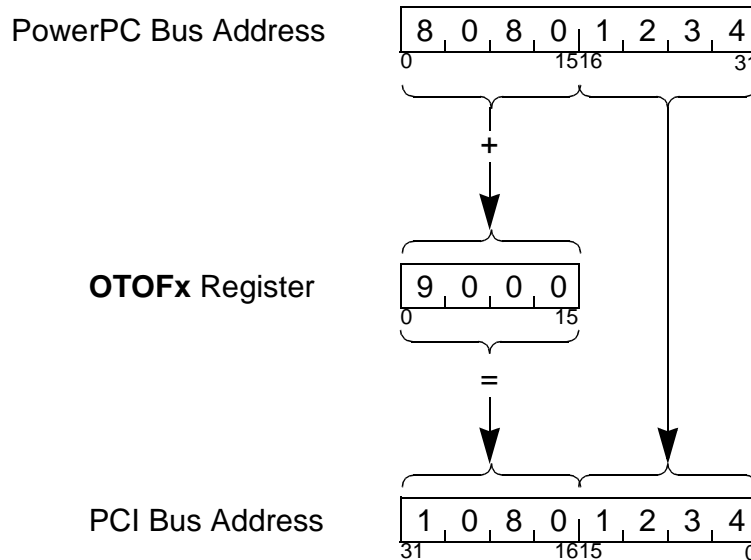 PowerPC Bus Address 8 0 8 0 1 2 3 4
0 15 16 31
+
OTOFx Register 9 0 0 0
0 15
=
PCI Bus Address 1 0 8 0 1 2 3 4
31 16 15 0